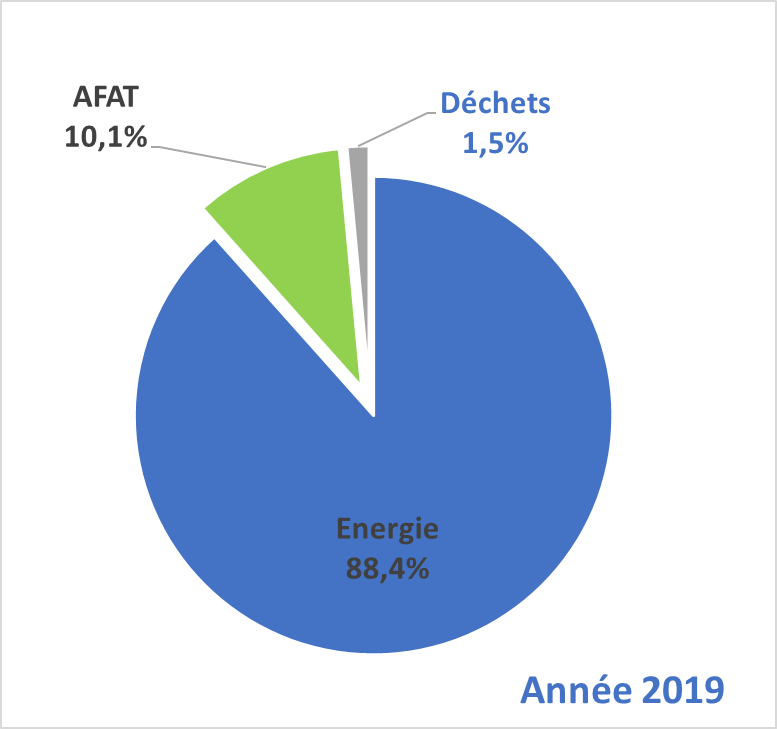 AFAT
10,1%
Déchets
1,5%
Energie
88,4%
Année 2019